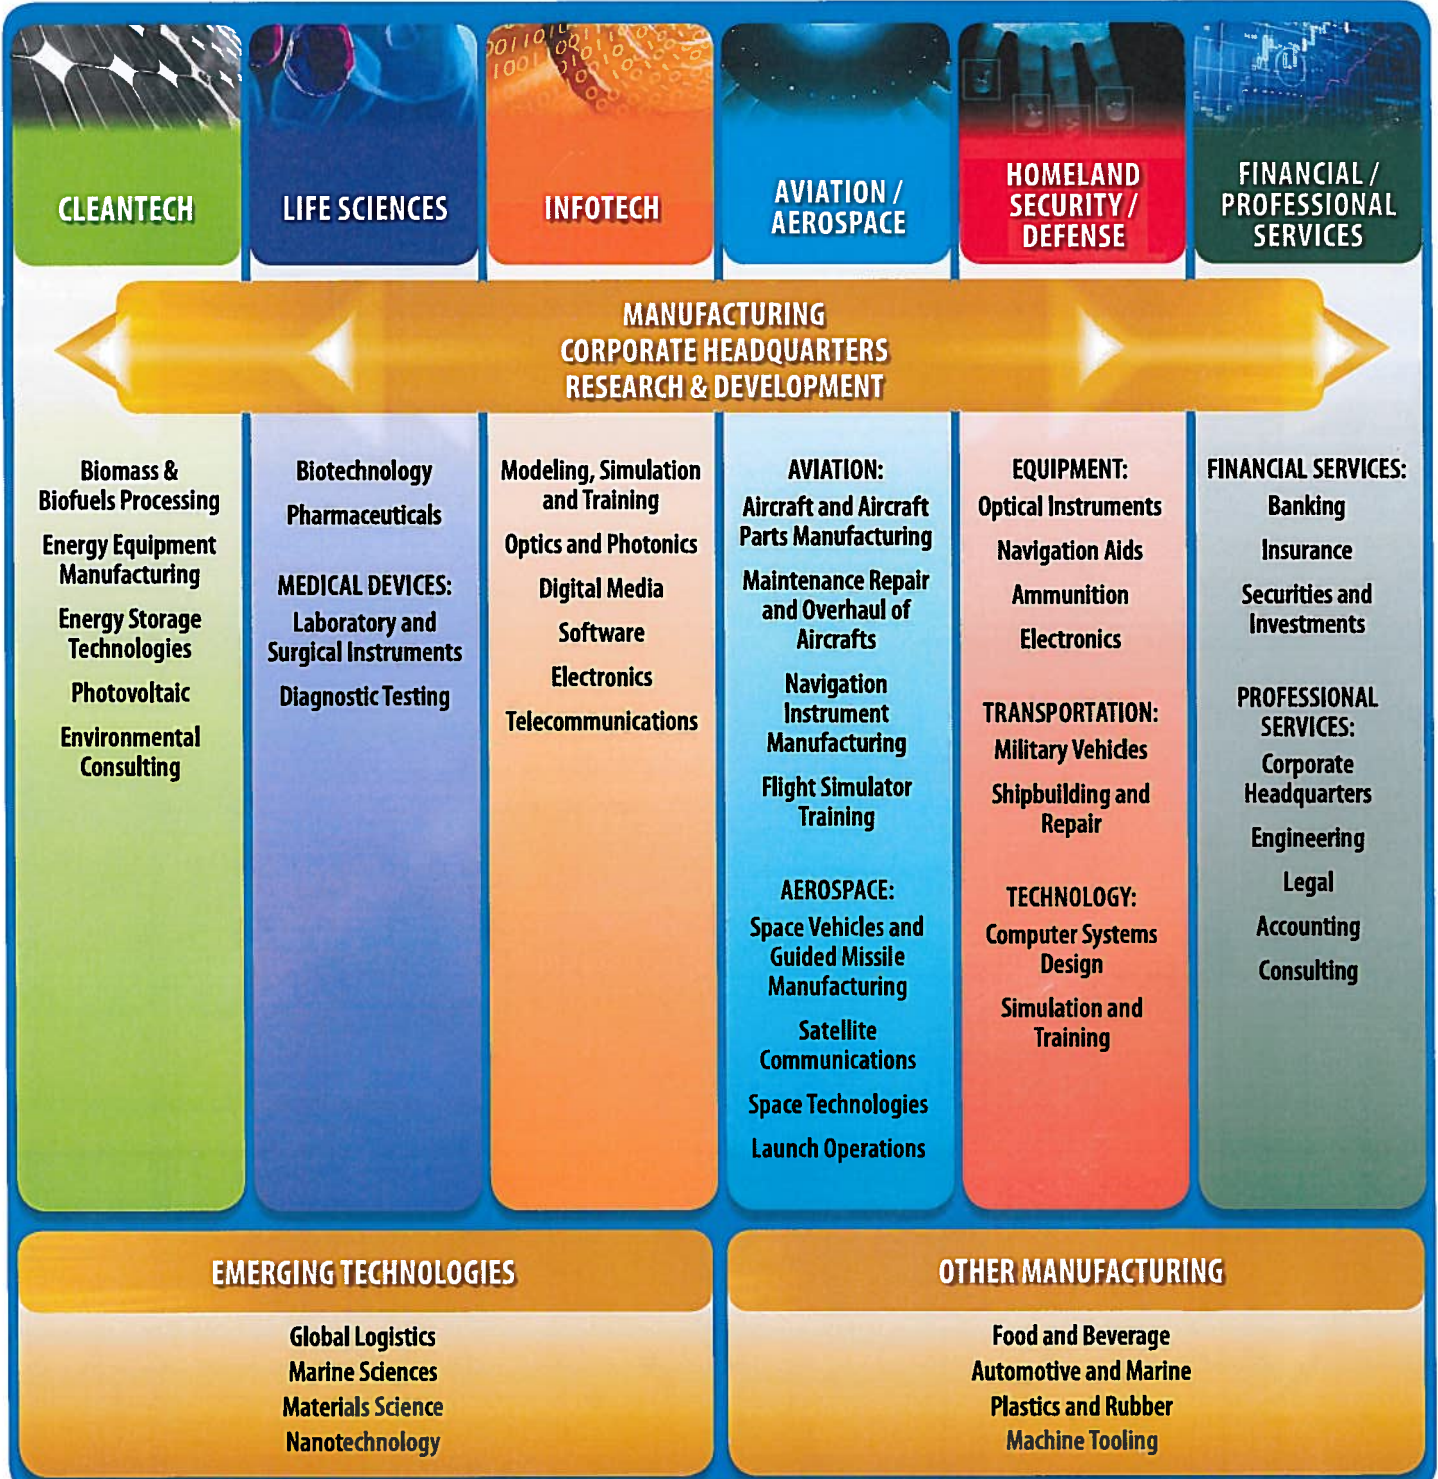 CLEANTECH
LIFE SCIENCES
INFOTECH
AVIATION /
AEROSPACE
HOMELAND
SECURITY /
DEFENSE
FINANCIAL /
PROFESSIONAL
SERVICES
MANUFACTURING
CORPORATE HEADQUARTERS
RESEARCH & DEVELOPMENT
Biomass &
Biofuels Processing
Energy Equipment
Manufacturing
Energy Storage
Technologies
Photovoltaic
Environmental
Consulting
Biotechnology
Pharmaceuticals
MEDICAL DEVICES:
Laboratory and
Surgical Instruments
Diagnostic Testing
Modeling, Simulation
and Training
Optics and Photonics
Digital Media
Software
Electronics
Telecommunications
AVIATION:
Aircraft and Aircraft
Parts Manufacturing
Maintenance Repair
and Overhaul of
Aircrafts
Navigation
Instrument
Manufacturing
Flight Simulator
Training
AEROSPACE:
Space Vehicles and
Guided Missile
Manufacturing
Satellite
Communications
Space Technologies
Launch Operations
EQUIPMENT:
Optical Instruments
Navigation Aids
Ammunition
Electronics
TRANSPORTATION:
Military Vehicles
Shipbuilding and
Repair
TECHNOLOGY:
Computer Systems
Design
Simulation and
Training
FINANCIAL SERVICES:
Banking
Insurance
Securities and
Investments
PROFESSIONAL
SERVICES:
Corporate
Headquarters
Engineering
Legal
Accounting
Consulting
EMERGING TECHNOLOGIES
Global Logistics
Marine Sciences
Materials Science
Nanotechnology
OTHER MANUFACTURING
Food and Beverage
Automotive and Marine
Plastics and Rubber
Machine Tooling